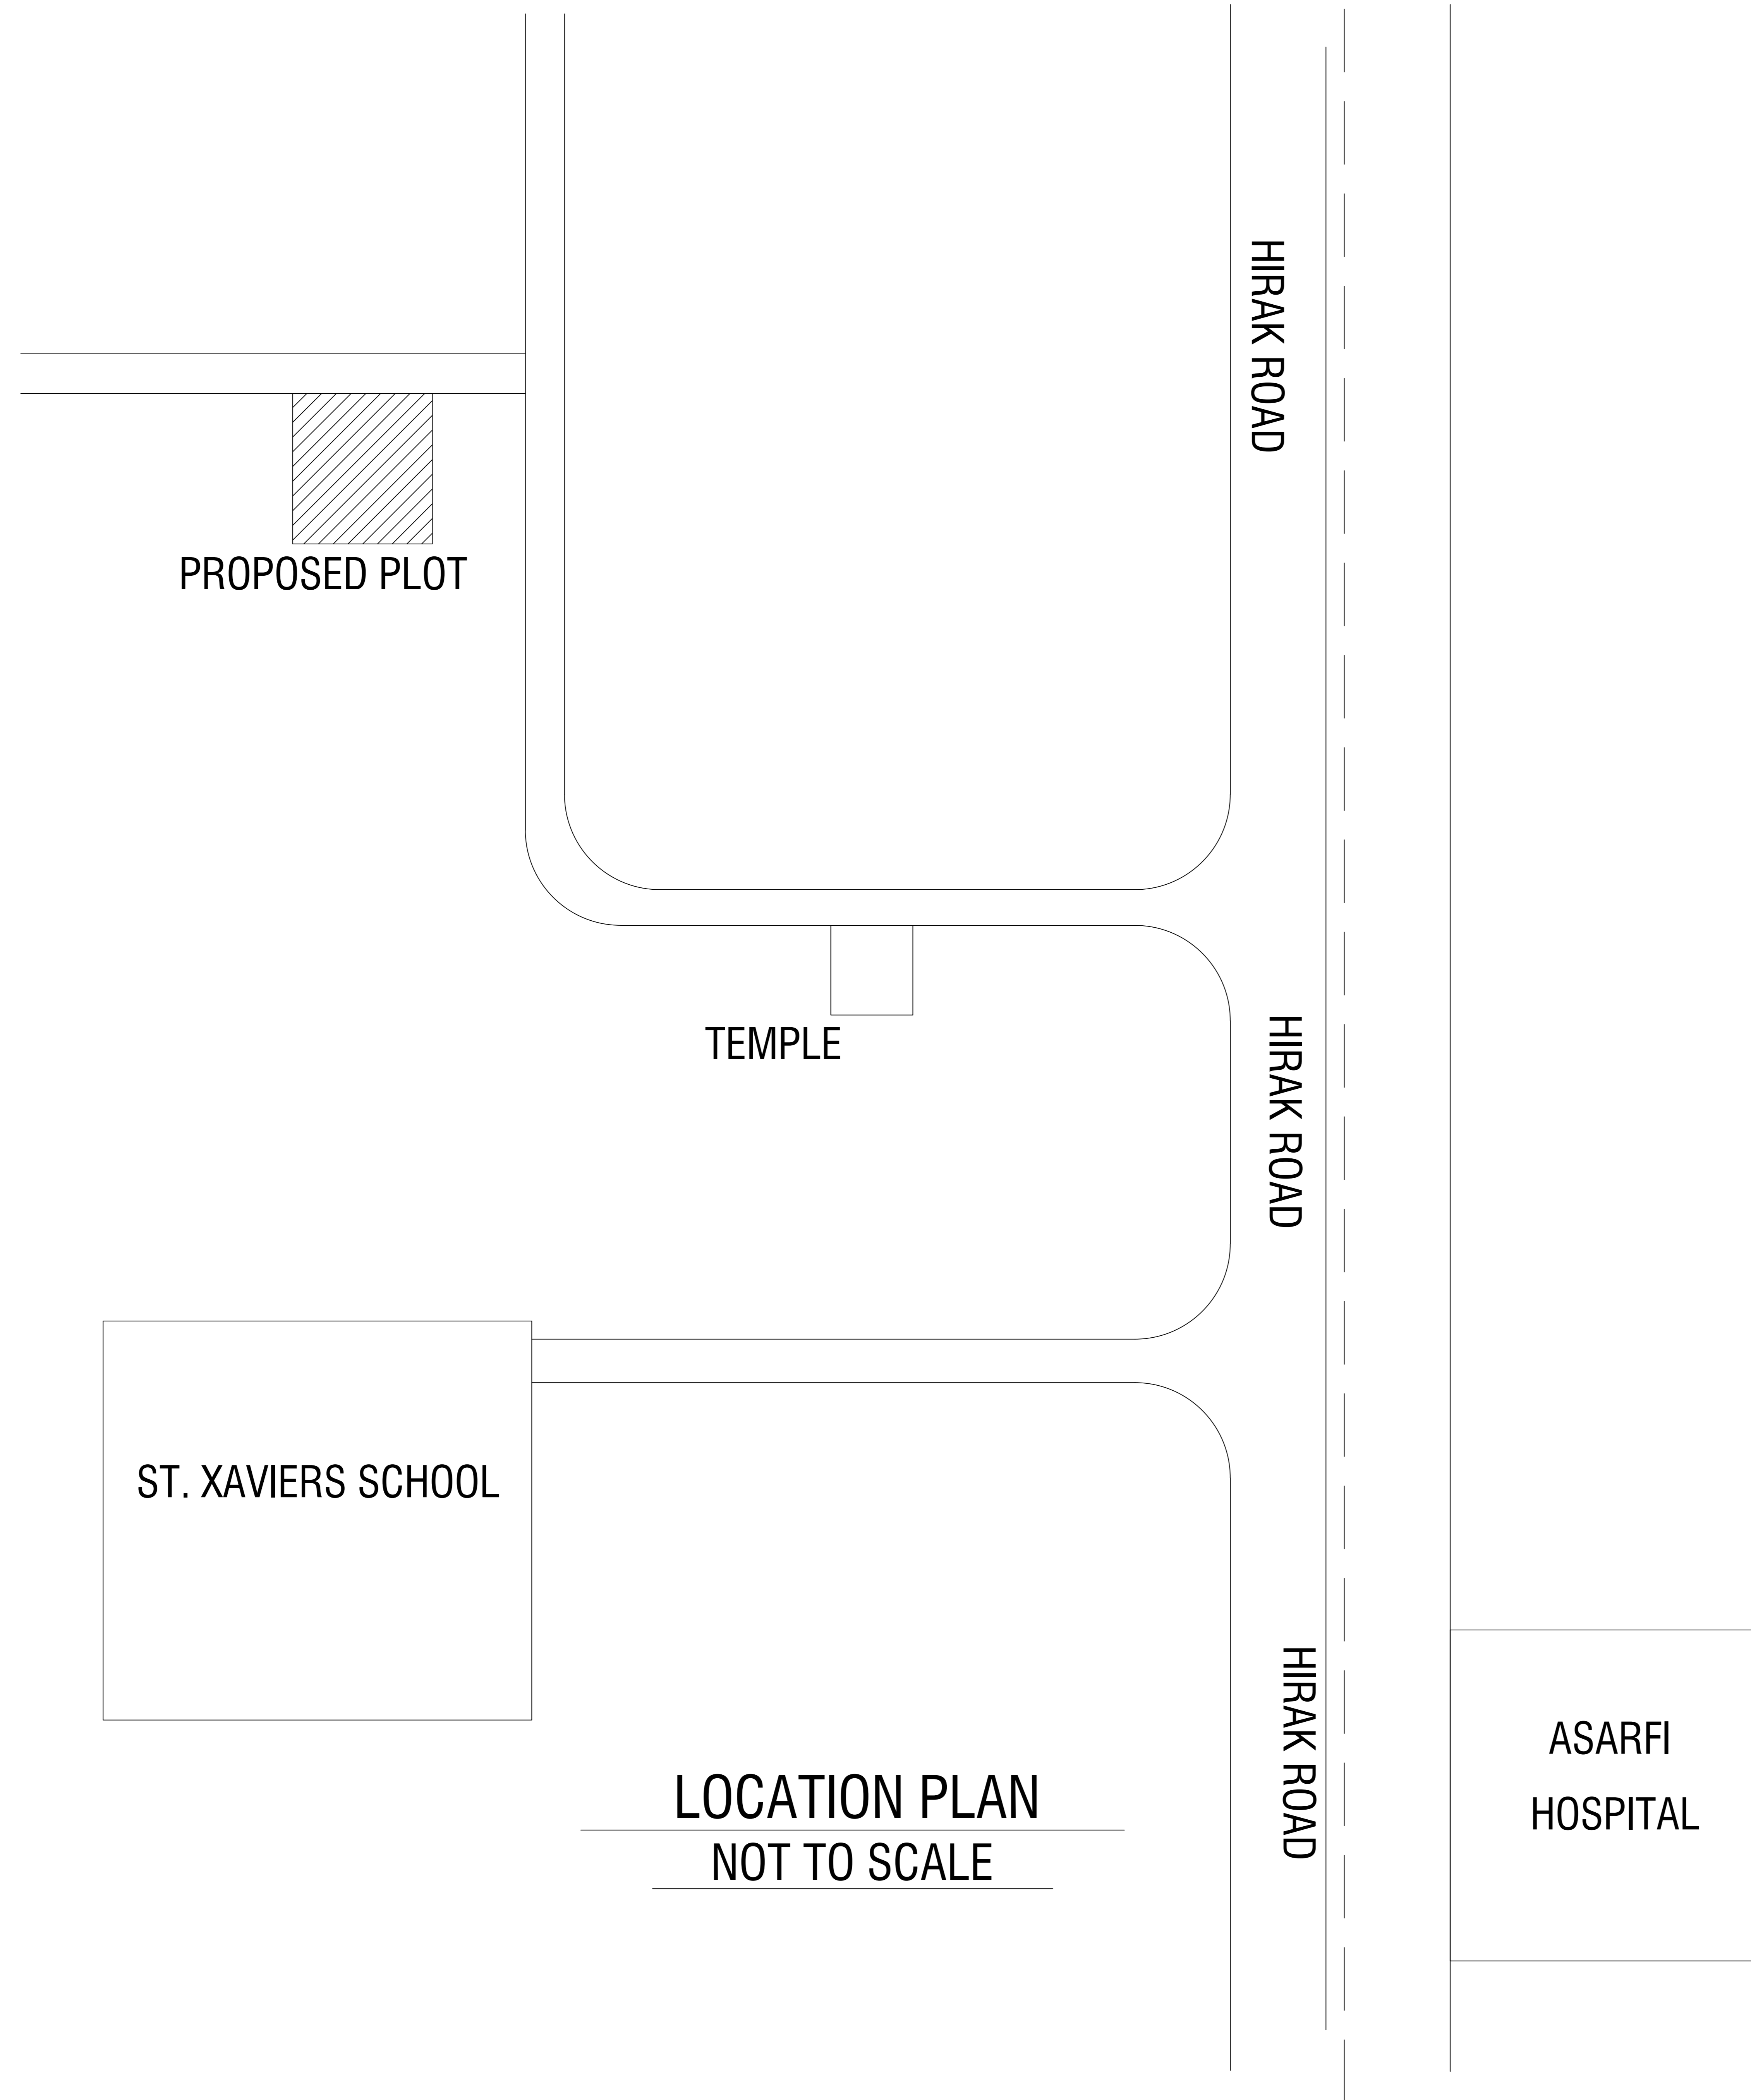 HIRAK ROAD
PROPOSED PLOT
HIRAK ROAD
TEMPLE
ST. XAVIERS SCHOOL
HIRAK ROAD
ASARFI
HOSPITAL
LOCATION PLAN
NOT TO SCALE